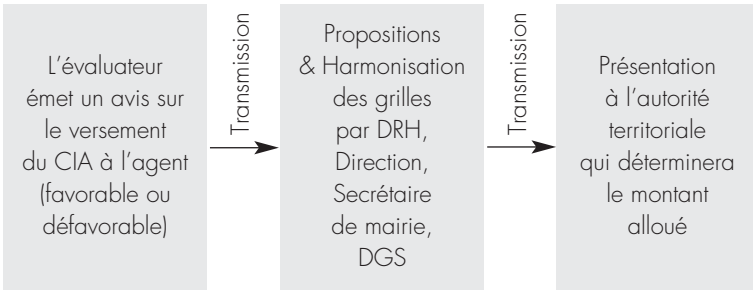 L'évaluateur
émet un avis sur
le versement
du CIA à l'agent
(favorable ou
défavorable)
Transmission
Propositions
& Harmonisation
des grilles
par DRH,
Direction,
Secrétaire
de mairie,
DGS
Transmission
Présentation
à l'autorité
territoriale
qui déterminera
le montant
alloué